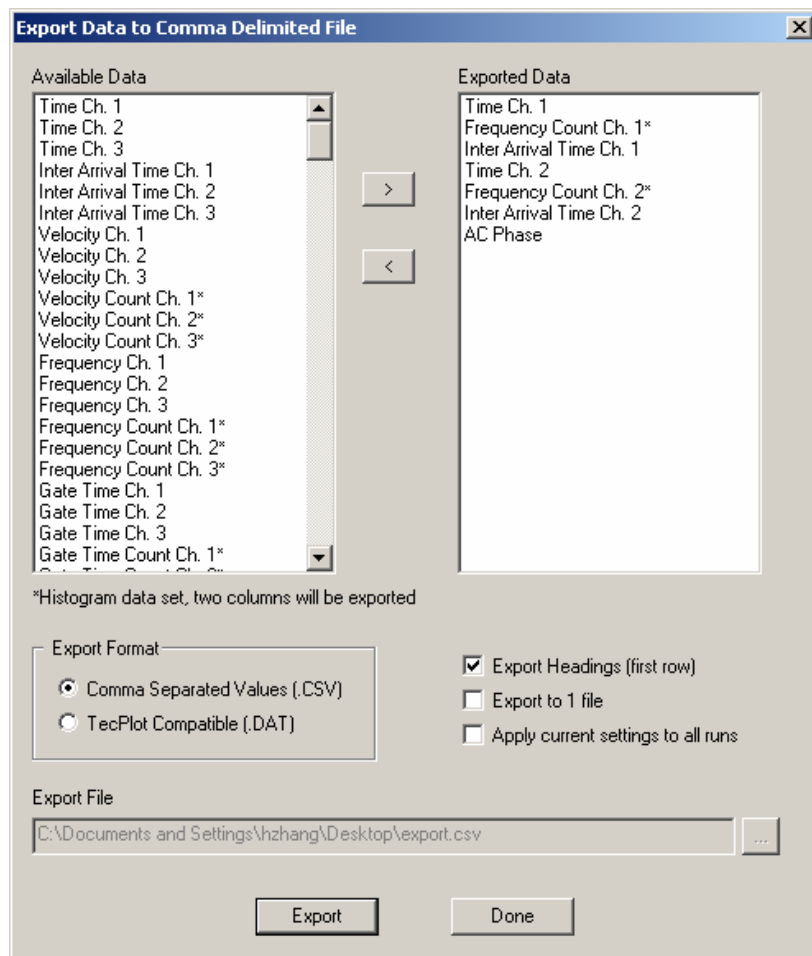 Export Data to Comma Delimited File
Available Data
Time Ch. 1
Time Ch. 2
Time Ch. 3
Inter Arrival Time Ch. 1
Inter Arrival Time Ch. 2
Inter Arrival Time Ch. 3
Velocity Ch. 1
Velocity Ch. 2
Velocity Ch. 3
Velocity Count Ch. 1*
Velocity Count Ch. 2*
Velocity Count Ch. 3*
Frequency Ch. 1
Frequency Ch. 2
Frequency Ch. 3
Frequency Count Ch. 1*
Frequency Count Ch. 2*
Frequency Count Ch. 3*
Gate Time Ch. 1
Gate Time Ch. 2
Gate Time Ch. 3
Gate Time Count Ch. 1*
>
<
Exported Data
Time Ch. 1
Frequency Count Ch. 1*
Inter Arrival Time Ch. 1
Time Ch. 2
Frequency Count Ch. 2*
Inter Arrival Time Ch. 2
AC Phase
*Histogram data set, two columns will be exported
Export Format
Comma Separated Values (.CSV)
TecPlot Compatible (.DAT)
Export Headings (first row)
Export to 1 file
Apply current settings to all runs
Export File
C:\Documents and Settings\hzhang\Desktop\export.csv
...
Export
Done